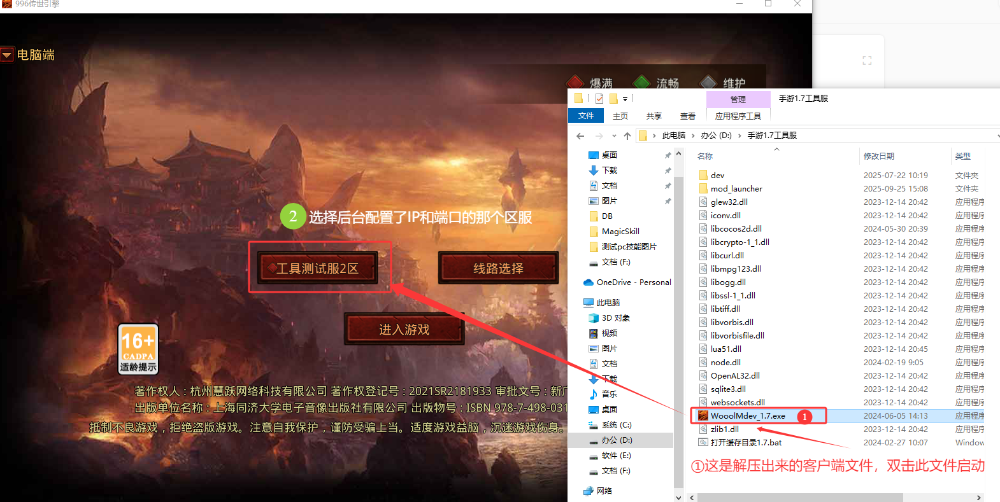 996传世引擎
电脑端
爆满
流畅
维护
2 选择后台配置了IP和端口的那个区服
工具测试服2区
线路选择
进入游戏
16+
CADPA
适龄提示
著作权人：杭州慧跃网络科技有限公司 著作权登记号：2021SR2181933 审批文号：新广
出版单位名称：上海同济大学电子音像出版社有限公司 出版物号：ISBN 978-7-498-031
抵制不良游戏，拒绝盗版游戏。注意自我保护，谨防受骗上当。适度游戏益脑，沉迷游戏伤身。
管理
手游1.7工具服
文件
主页
共享
查看
应用程序工具
此电脑 › 办公 (D:) › 手游1.7工具服
桌面
下载
文档
图片
DB
MagicSkill
测试pc技能图片
文档 (F:)
OneDrive - Personal
此电脑
3D 对象
视频
图片
文档
下载
音乐
桌面
系统 (C:)
办公 (D:)
软件 (E:)
文档 (F:)
网络
名称 修改日期 类型
dev 2025-07-22 10:19 文件夹
mod_launcher 2025-09-25 15:08 文件夹
glew32.dll 2023-12-14 20:42 应用程序
iconv.dll 2023-12-14 20:42 应用程序
libcocos2d.dll 2024-05-30 20:39 应用程序
libcrypto-1_1.dll 2023-12-14 20:42 应用程序
libcurl.dll 2023-12-14 20:42 应用程序
libmpg123.dll 2023-12-14 20:42 应用程序
libogg.dll 2023-12-14 20:42 应用程序
libssl-1_1.dll 2023-12-14 20:42 应用程序
libtiff.dll 2023-12-14 20:42 应用程序
libvorbis.dll 2023-12-14 20:42 应用程序
libvorbisfile.dll 2023-12-14 20:42 应用程序
lua51.dll 2023-12-14 20:45 应用程序
node.dll 2024-02-19 9:05 应用程序
OpenAL32.dll 2023-12-14 20:42 应用程序
sqlite3.dll 2023-12-14 20:42 应用程序
websockets.dll 2023-12-14 20:42 应用程序
WooolMdev_1.7.exe 1 2024-06-05 14:13 应用程序
zlib1.dll 2023-12-14 20:42 应用程序
打开缓存目录1.7.bat 2024-02-27 10:07 Window
①这是解压出来的客户端文件，双击此文件启动